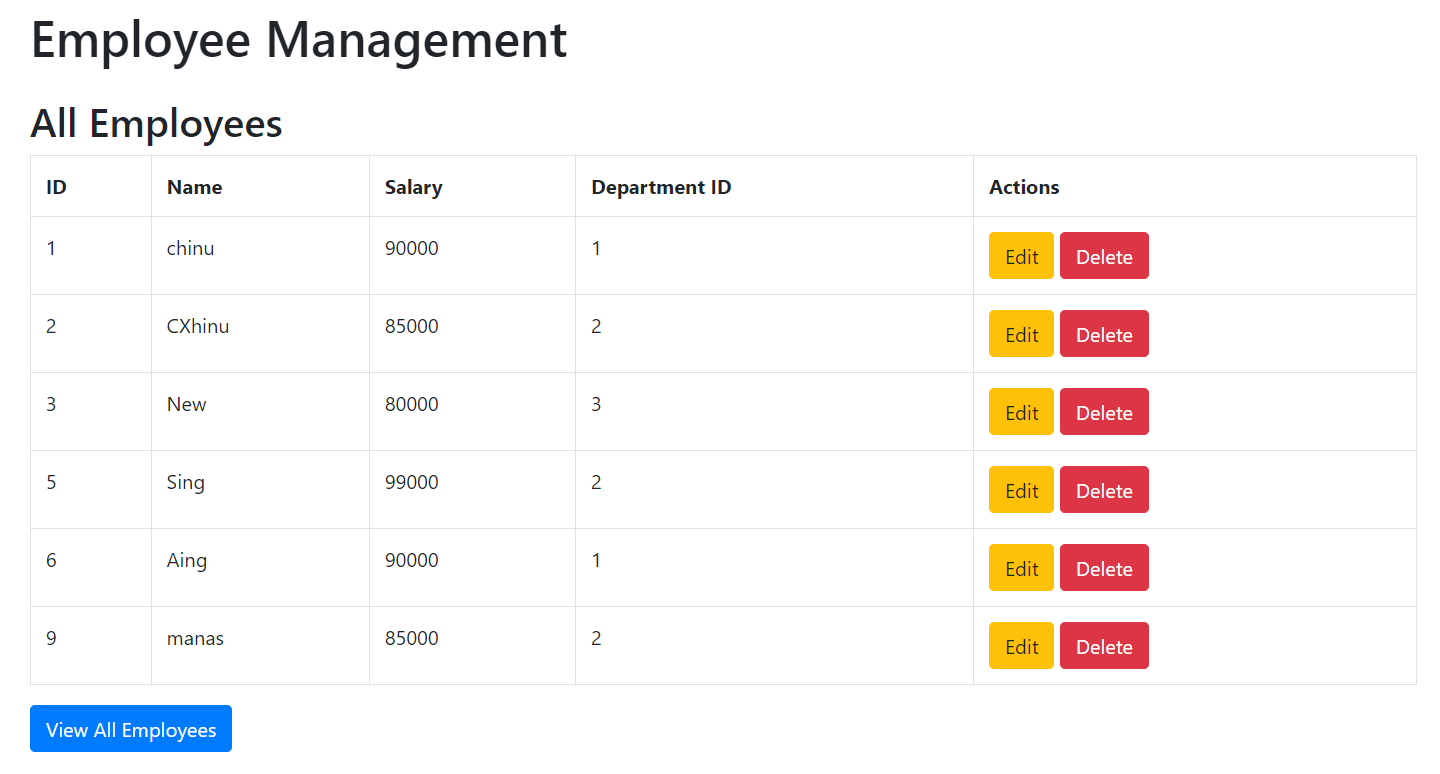 Employee Management
All Employees
ID Name Salary Department ID Actions
1 chinu 90000 1 Edit Delete
2 CXhinu 85000 2 Edit Delete
3 New 80000 3 Edit Delete
5 Sing 99000 2 Edit Delete
6 Aing 90000 1 Edit Delete
9 manas 85000 2 Edit Delete
View All Employees